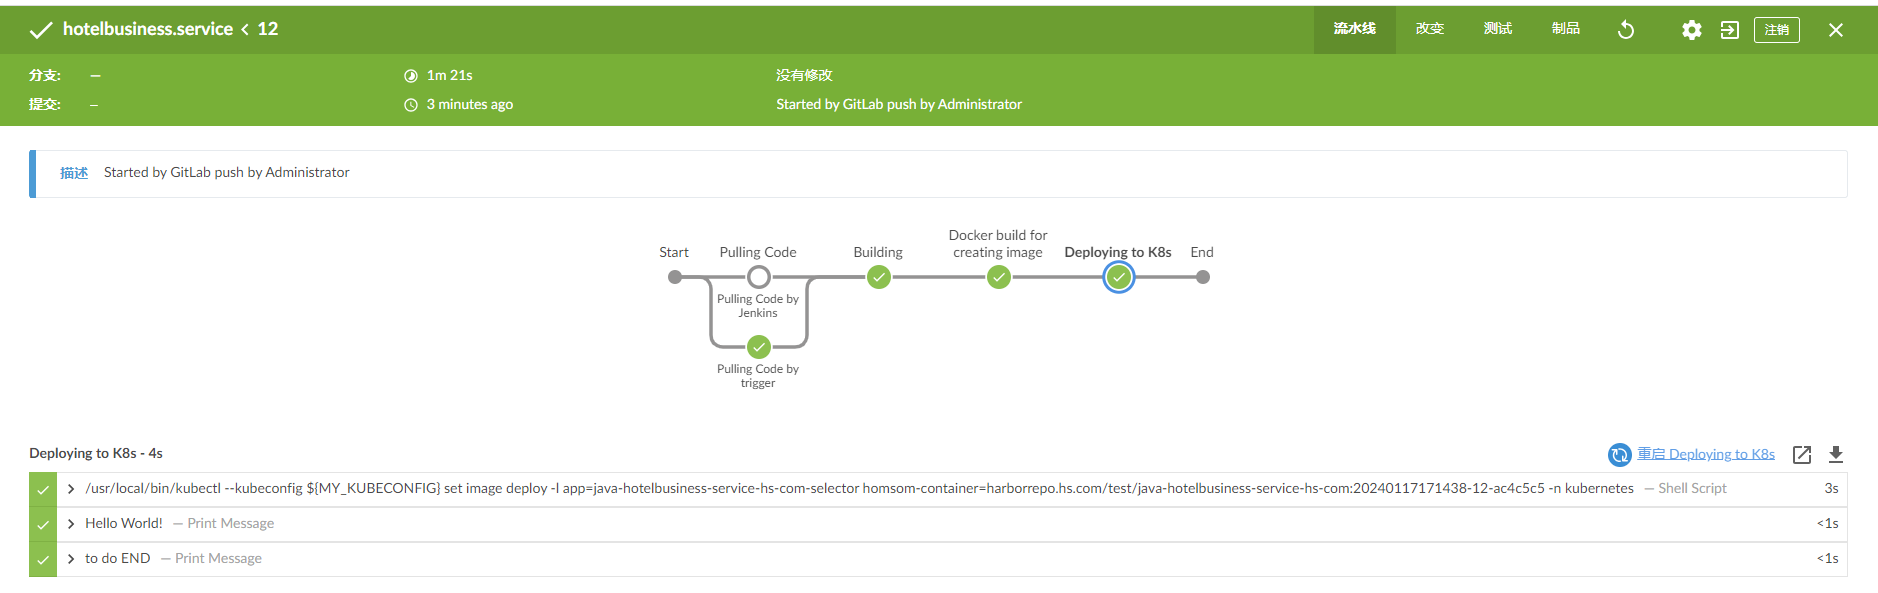 hotelbusiness.service < 12
流水线 改变 测试 制品 注销
分支: — 1m 21s 没有修改
提交: — 3 minutes ago Started by GitLab push by Administrator
描述 Started by GitLab push by Administrator
Docker build for
Start Pulling Code Building creating image Deploying to K8s End
Pulling Code by
Jenkins
Pulling Code by
trigger
Deploying to K8s - 4s 重启 Deploying to K8s
/usr/local/bin/kubectl --kubeconfig ${MY_KUBECONFIG} set image deploy -l app=java-hotelbusiness-service-hs-com-selector homsom-container=harborrepo.hs.com/test/java-hotelbusiness-service-hs-com:20240117171438-12-ac4c5c5 -n kubernetes — Shell Script 3s
Hello World! — Print Message <1s
to do END — Print Message <1s